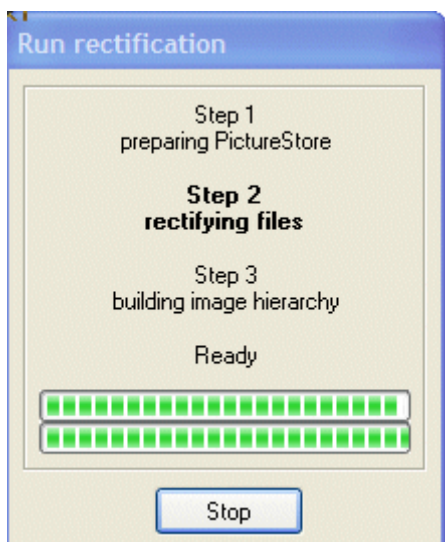 Run rectification
Step 1
preparing PictureStore
Step 2
rectifying files
Step 3
building image hierarchy
Ready
Stop